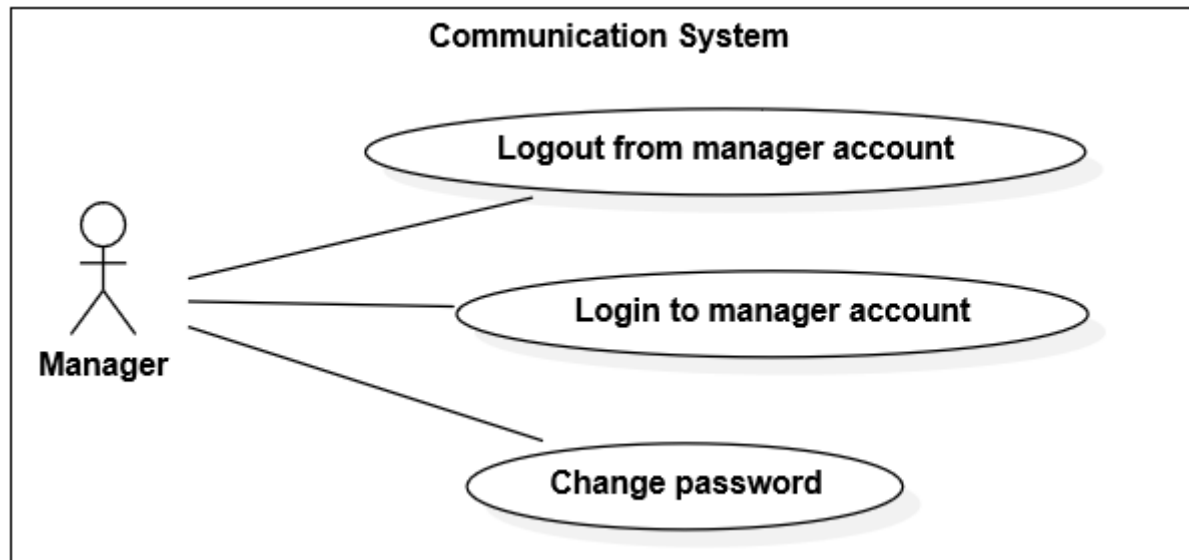 Communication System
Logout from manager account
Login to manager account
Manager
Change password